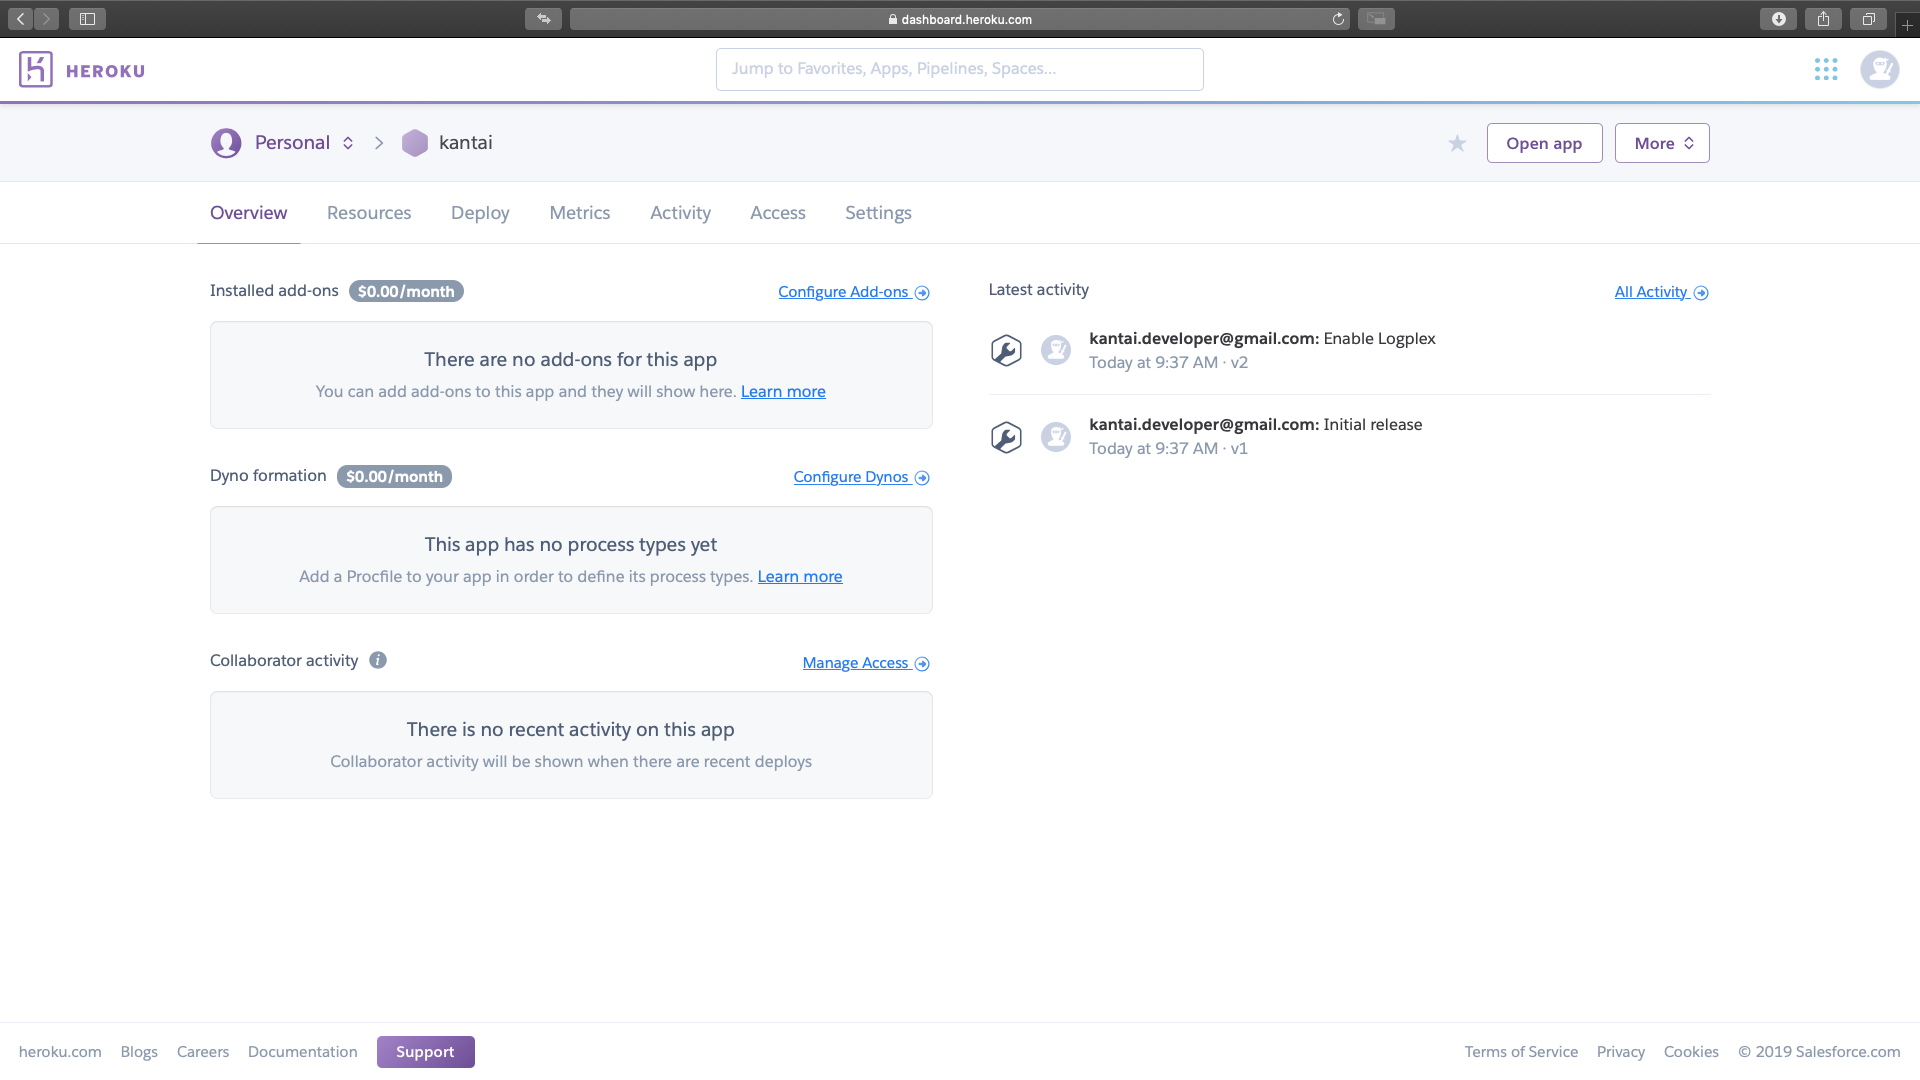 dashboard.heroku.com
HEROKU
Jump to Favorites, Apps, Pipelines, Spaces...
Personal
kantai
Open app
More
Overview
Resources
Deploy
Metrics
Activity
Access
Settings
Installed add-ons
$0.00/month
Configure Add-ons
There are no add-ons for this app
You can add add-ons to this app and they will show here. Learn more
Dyno formation
$0.00/month
Configure Dynos
This app has no process types yet
Add a Procfile to your app in order to define its process types. Learn more
Collaborator activity
Manage Access
There is no recent activity on this app
Collaborator activity will be shown when there are recent deploys
Latest activity
All Activity
kantai.developer@gmail.com: Enable Logplex
Today at 9:37 AM · v2
kantai.developer@gmail.com: Initial release
Today at 9:37 AM · v1
heroku.com
Blogs
Careers
Documentation
Support
Terms of Service
Privacy
Cookies
© 2019 Salesforce.com